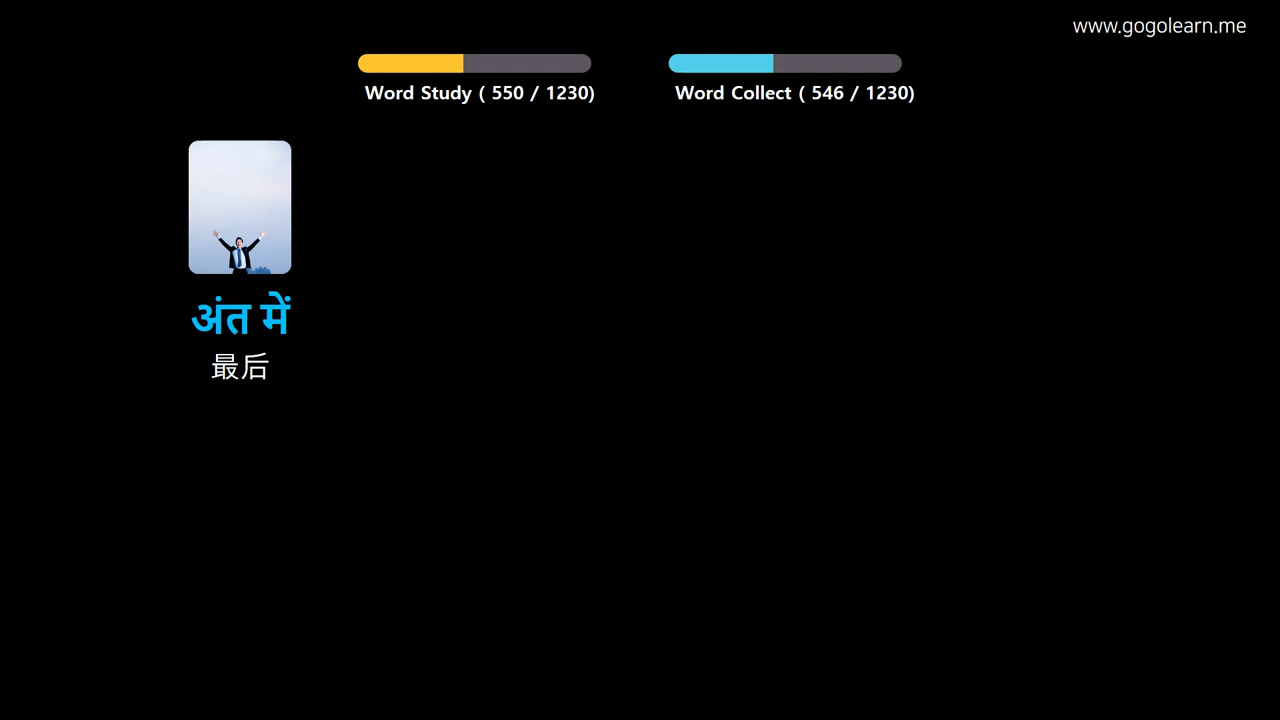 www.gogolearn.me
Word Study ( 550 / 1230)
Word Collect ( 546 / 1230)
अंत में
最后